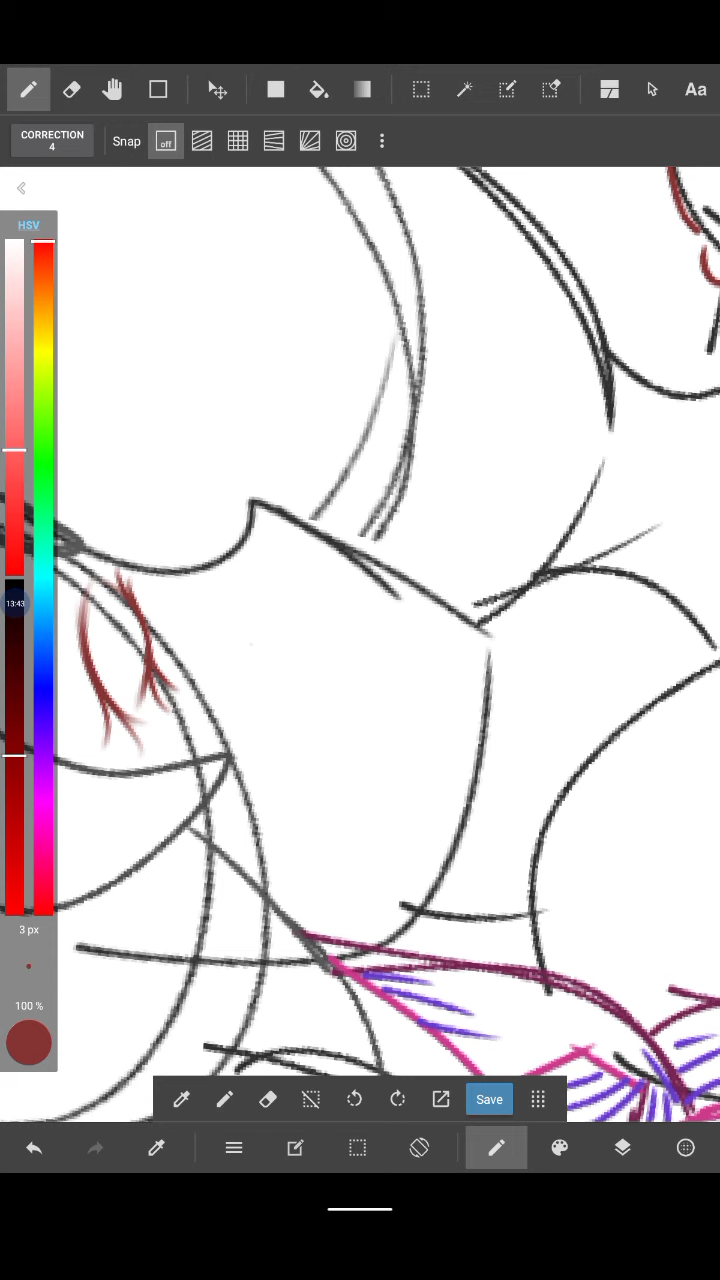 Aa
CORRECTION
4
Snap
off
HSV
13:43
3 px
100 %
Save